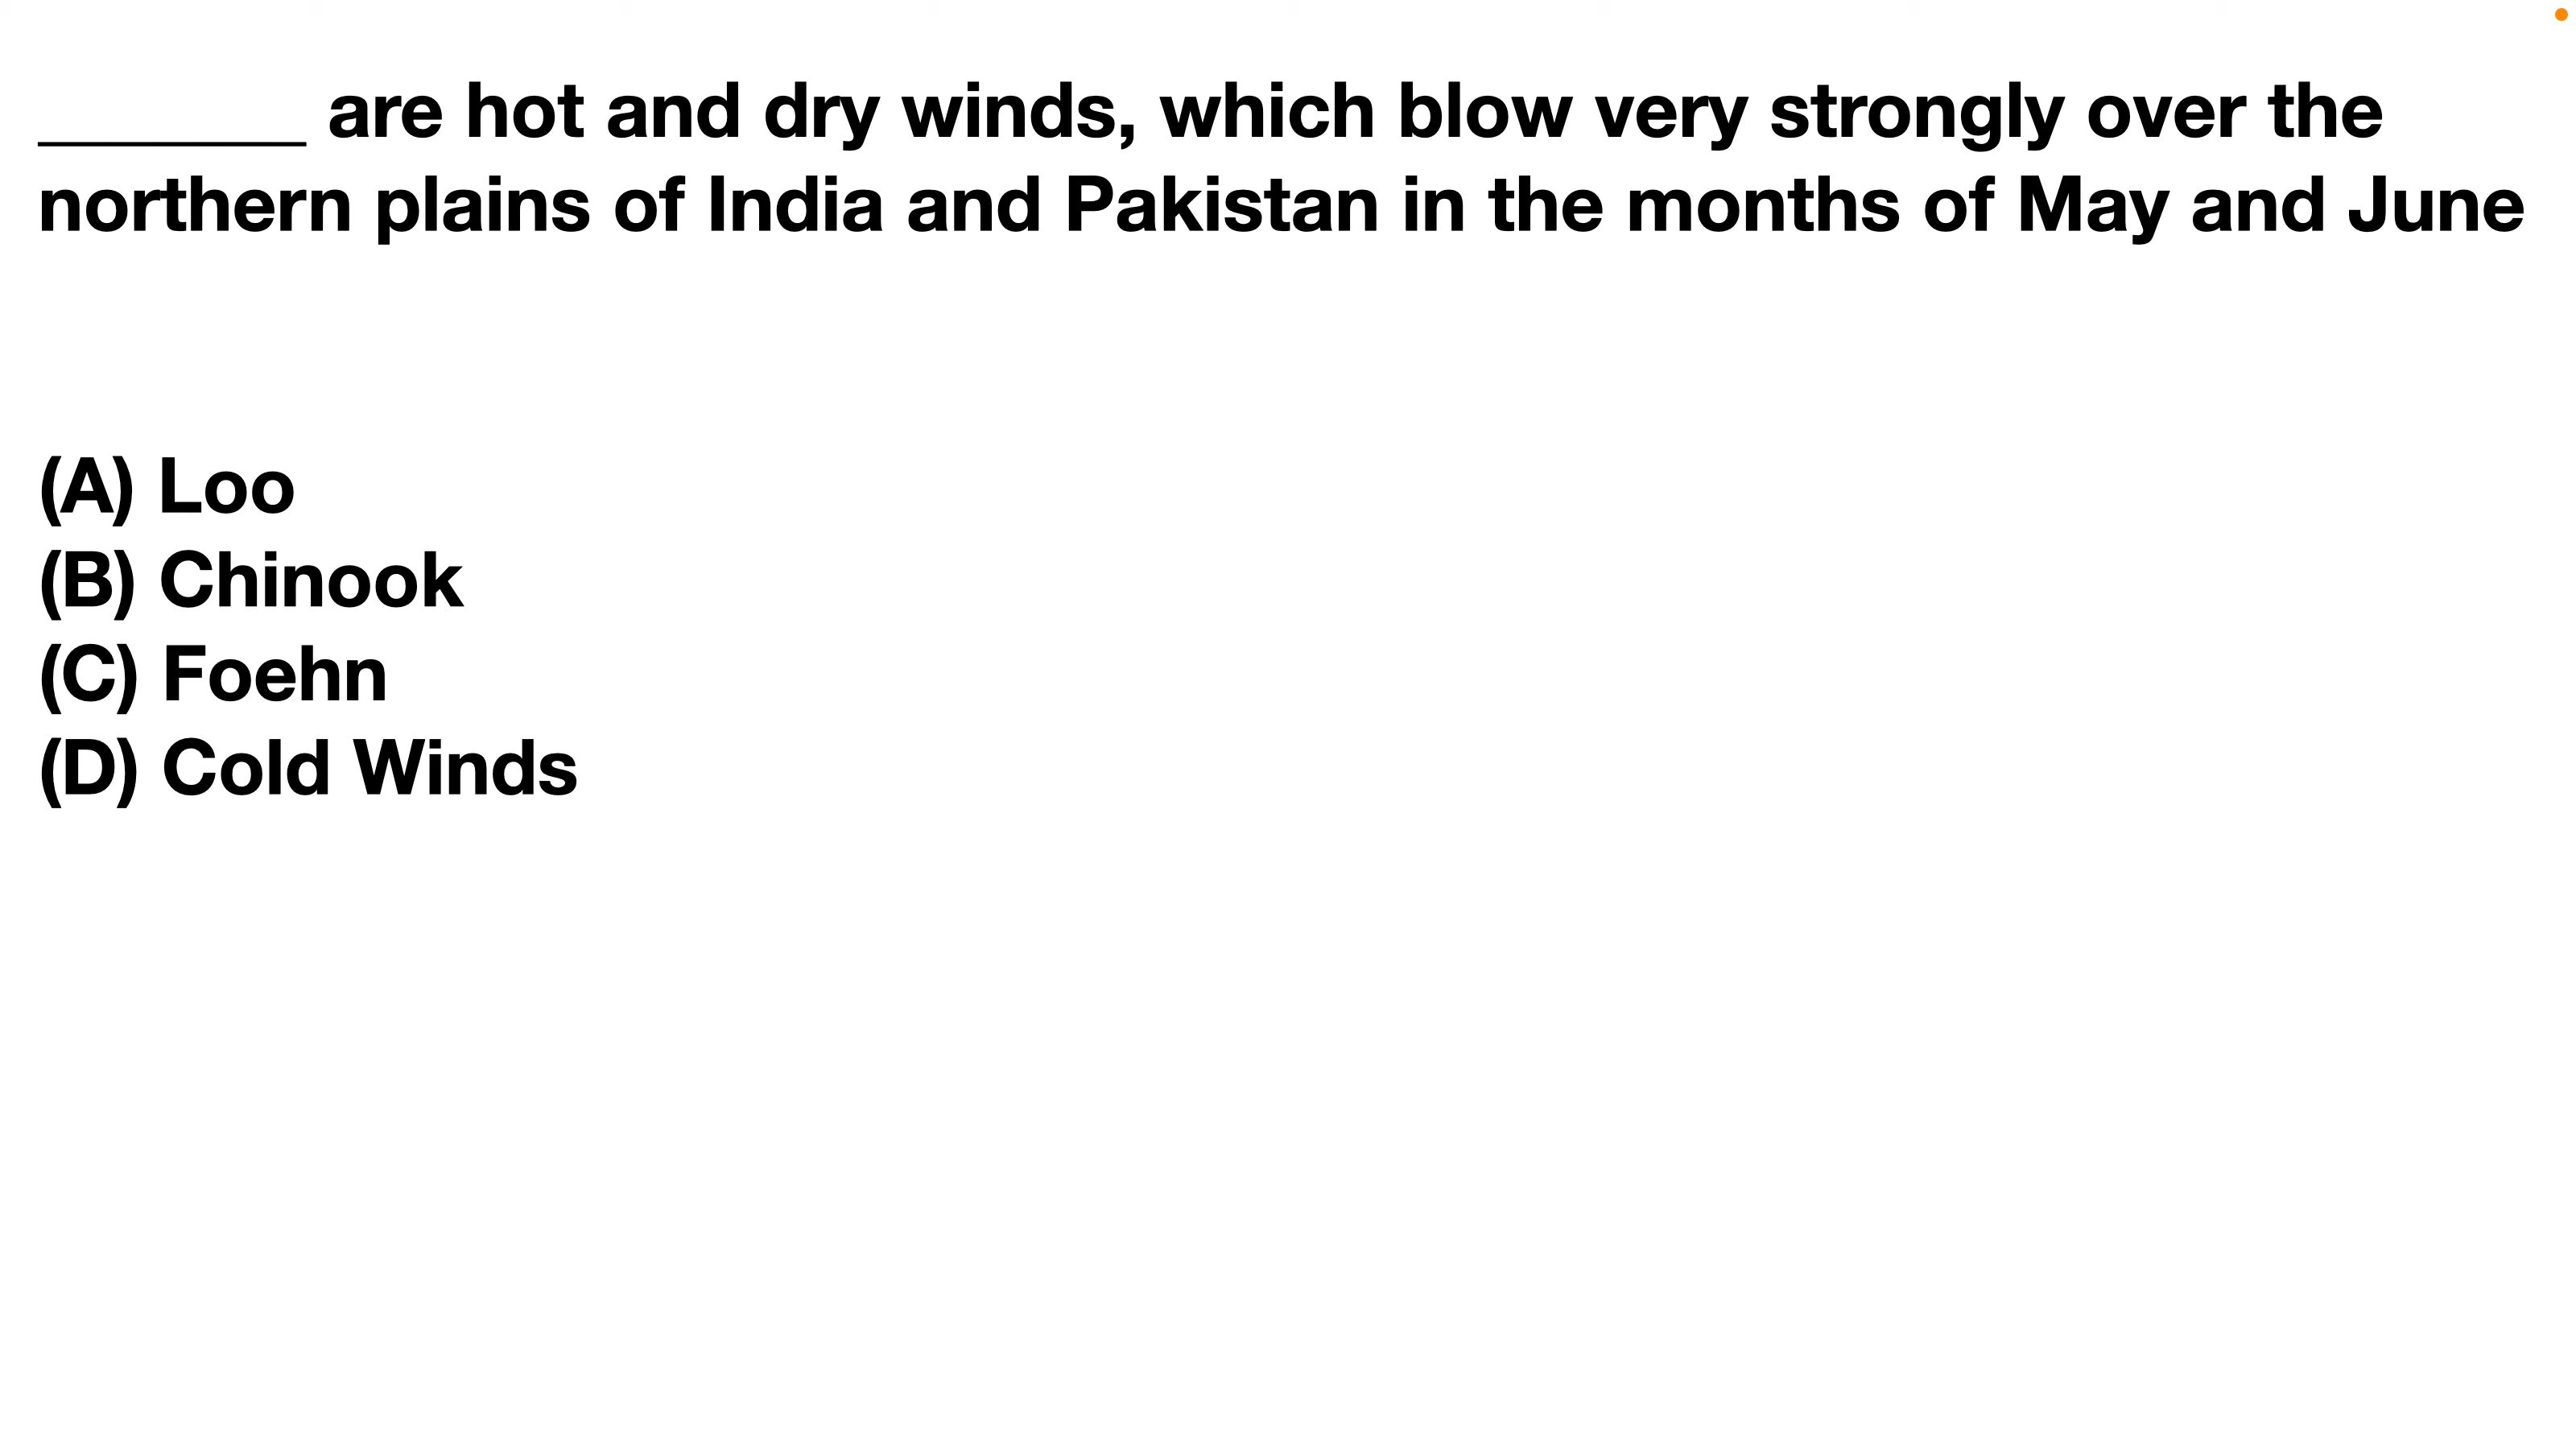 ________ are hot and dry winds, which blow very strongly over the
northern plains of India and Pakistan in the months of May and June
(A) Loo
(B) Chinook
(C) Foehn
(D) Cold Winds